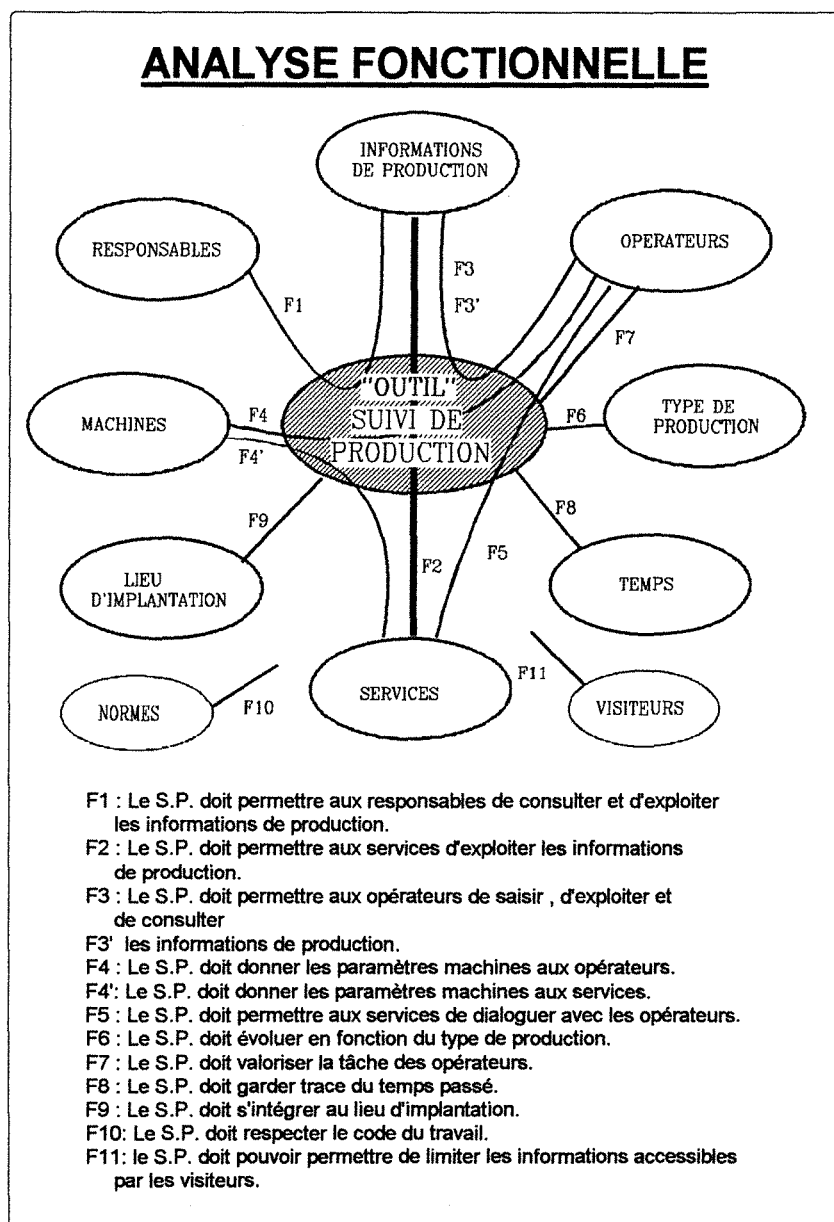 ANALYSE FONCTIONNELLE
INFORMATIONS
DE PRODUCTION
RESPONSABLES
OPERATEURS
F3
F3'
F1
F7
"OUTIL"
SUIVI DE
PRODUCTION
MACHINES
F4
F4'
F6
TYPE DE
PRODUCTION
F9
F8
LIEU
D'IMPLANTATION
F2
F5
TEMPS
NORMES
F10
SERVICES
F11
VISITEURS
F1 : Le S.P. doit permettre aux responsables de consulter et d'exploiter
les informations de production.
F2 : Le S.P. doit permettre aux services d'exploiter les informations
de production.
F3 : Le S.P. doit permettre aux opérateurs de saisir , d'exploiter et
de consulter
F3' les informations de production.
F4 : Le S.P. doit donner les paramètres machines aux opérateurs.
F4': Le S.P. doit donner les paramètres machines aux services.
F5 : Le S.P. doit permettre aux services de dialoguer avec les opérateurs.
F6 : Le S.P. doit évoluer en fonction du type de production.
F7 : Le S.P. doit valoriser la tâche des opérateurs.
F8 : Le S.P. doit garder trace du temps passé.
F9 : Le S.P. doit s'intégrer au lieu d'implantation.
F10: Le S.P. doit respecter le code du travail.
F11: le S.P. doit pouvoir permettre de limiter les informations accessibles
par les visiteurs.